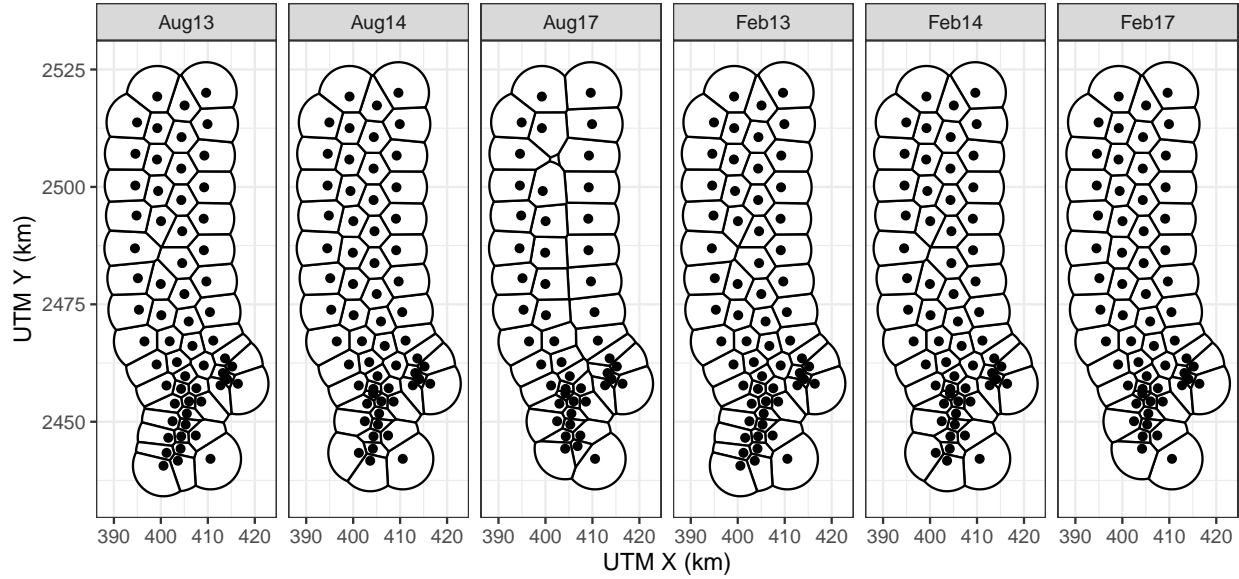 Aug13 Aug14 Aug17 Feb13 Feb14 Feb17
2525
2500
2475
2450
UTM Y (km)
390 400 410 420 390 400 410 420 390 400 410 420 390 400 410 420 390 400 410 420 390 400 410 420
UTM X (km)